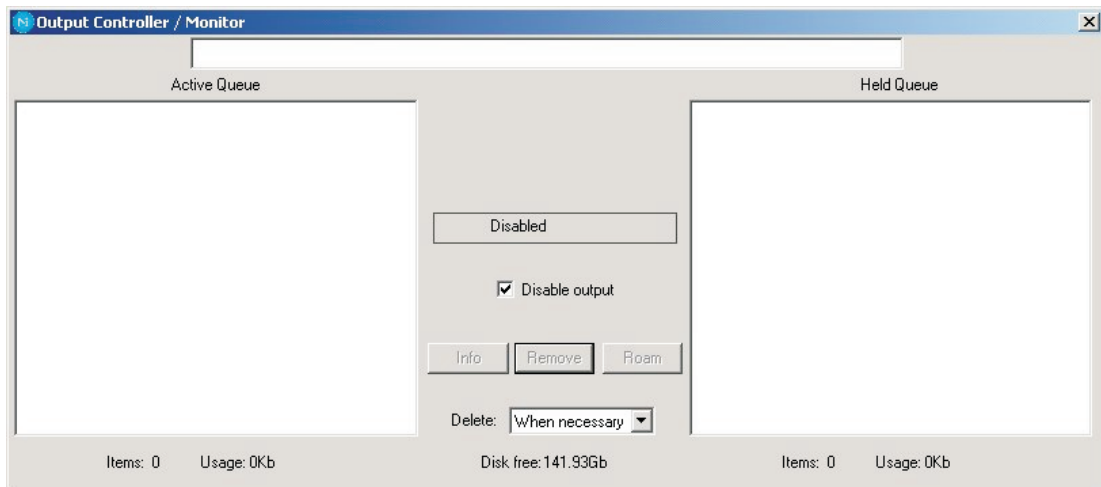 Output Controller / Monitor
Active Queue
Held Queue
Disabled
Disable output
Info Remove Roam
Delete: When necessary
Items: 0 Usage: 0Kb
Disk free: 141.93Gb
Items: 0 Usage: 0Kb